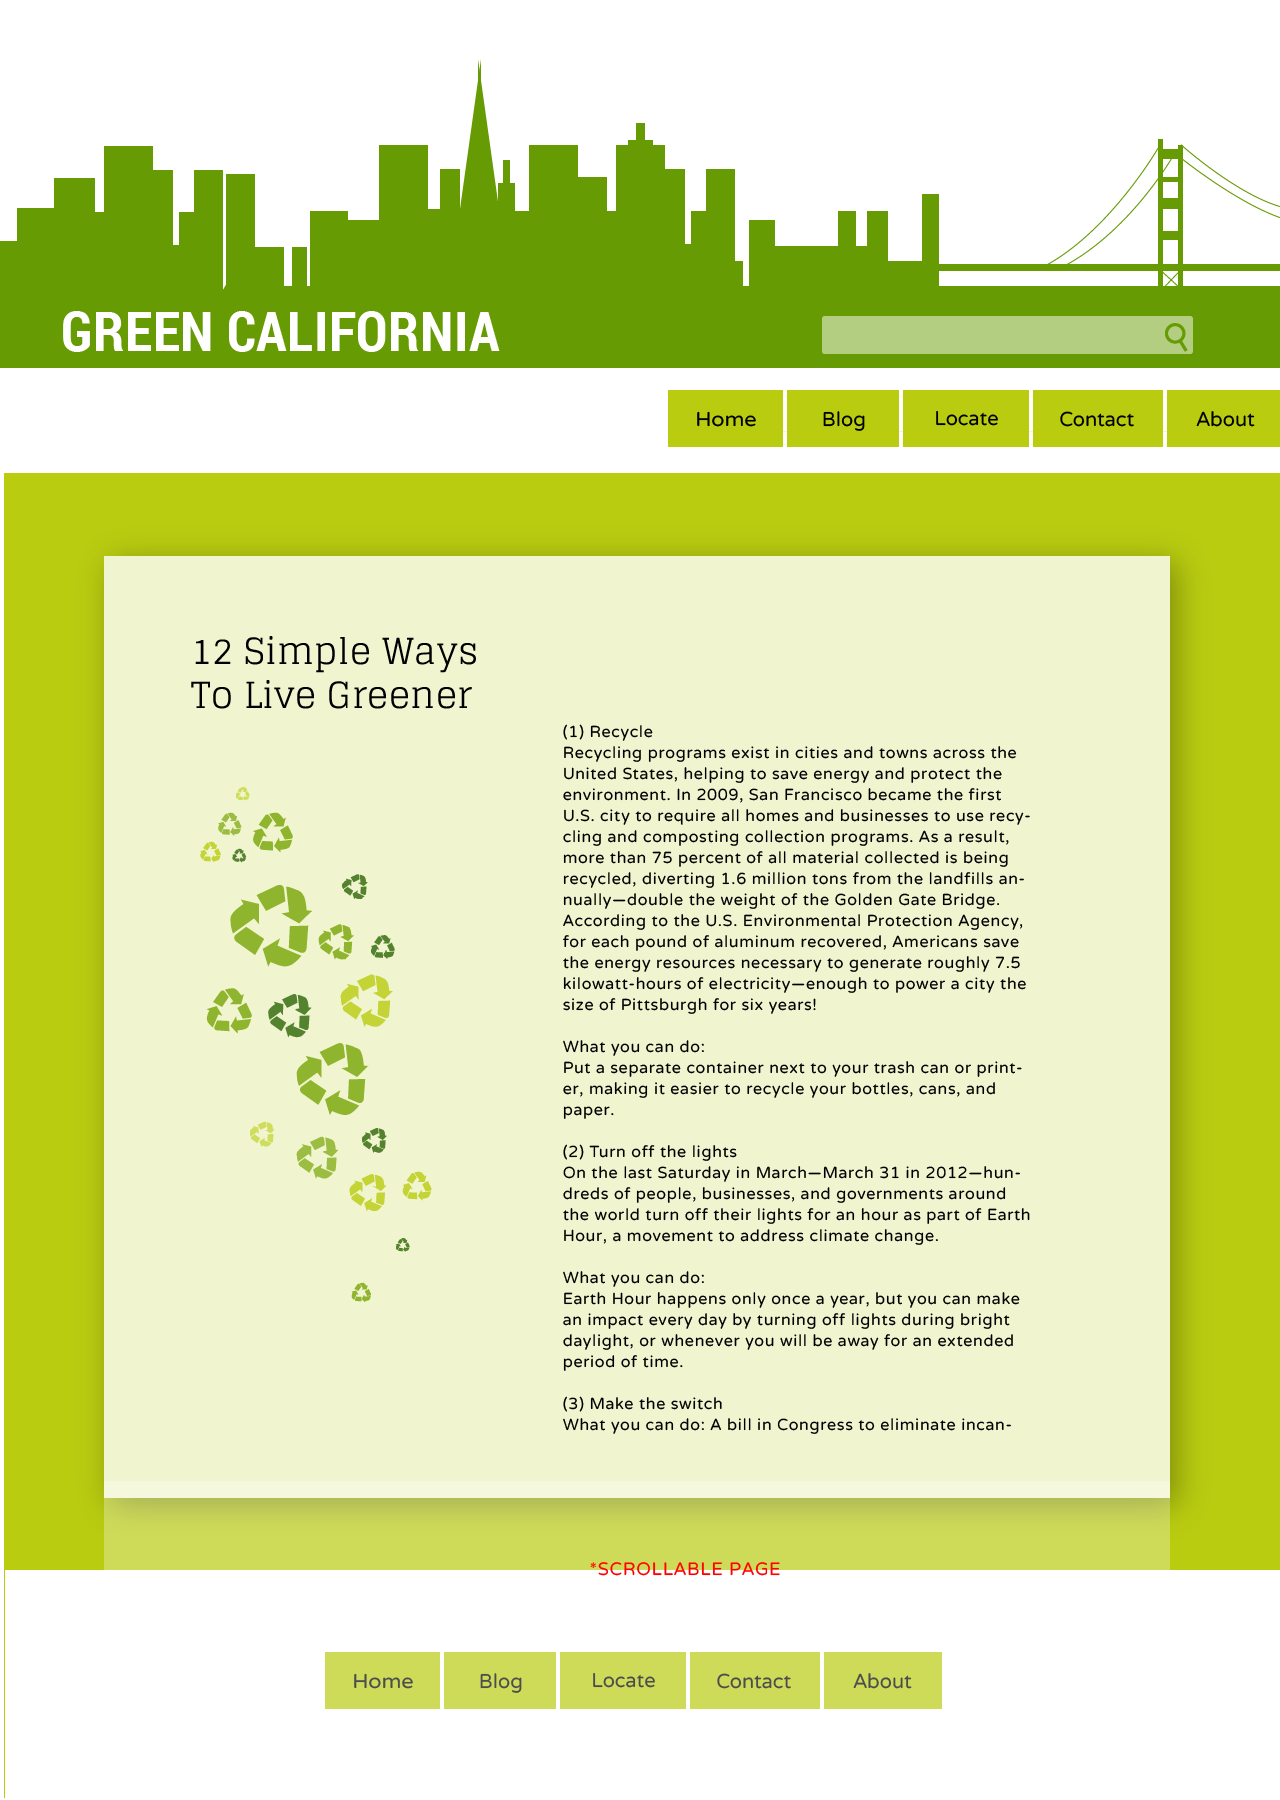 GREEN CALIFORNIA
Home
Blog
Locate
Contact
About
12 Simple Ways
To Live Greener
(1) Recycle
Recycling programs exist in cities and towns across the
United States, helping to save energy and protect the
environment. In 2009, San Francisco became the first
U.S. city to require all homes and businesses to use recy-
cling and composting collection programs. As a result,
more than 75 percent of all material collected is being
recycled, diverting 1.6 million tons from the landfills an-
nually—double the weight of the Golden Gate Bridge.
According to the U.S. Environmental Protection Agency,
for each pound of aluminum recovered, Americans save
the energy resources necessary to generate roughly 7.5
kilowatt-hours of electricity—enough to power a city the
size of Pittsburgh for six years!
What you can do:
Put a separate container next to your trash can or print-
er, making it easier to recycle your bottles, cans, and
paper.
(2) Turn off the lights
On the last Saturday in March—March 31 in 2012—hun-
dreds of people, businesses, and governments around
the world turn off their lights for an hour as part of Earth
Hour, a movement to address climate change.
What you can do:
Earth Hour happens only once a year, but you can make
an impact every day by turning off lights during bright
daylight, or whenever you will be away for an extended
period of time.
(3) Make the switch
What you can do: A bill in Congress to eliminate incan-
*SCROLLABLE PAGE
Home
Blog
Locate
Contact
About